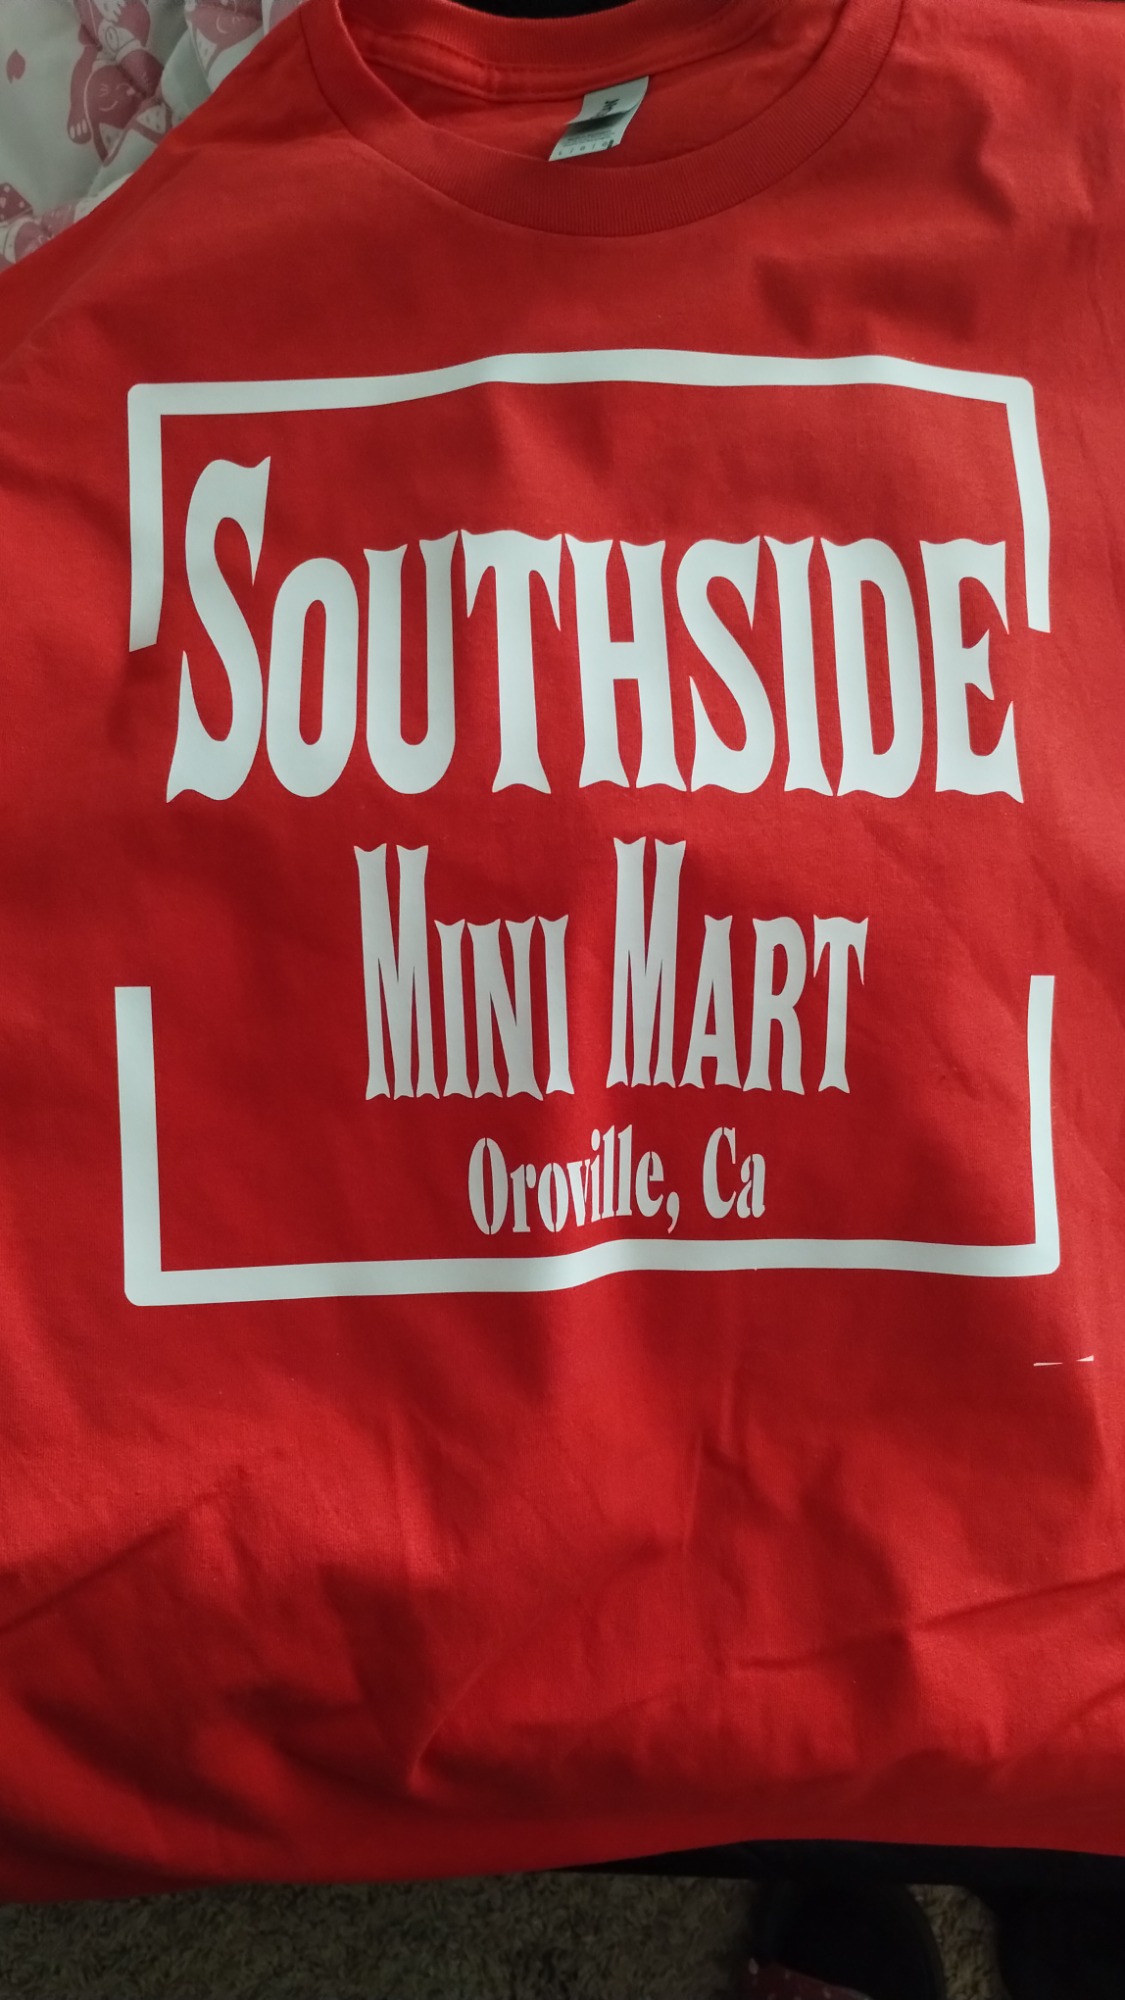 Southside
Mini Mart
Oroville, Ca